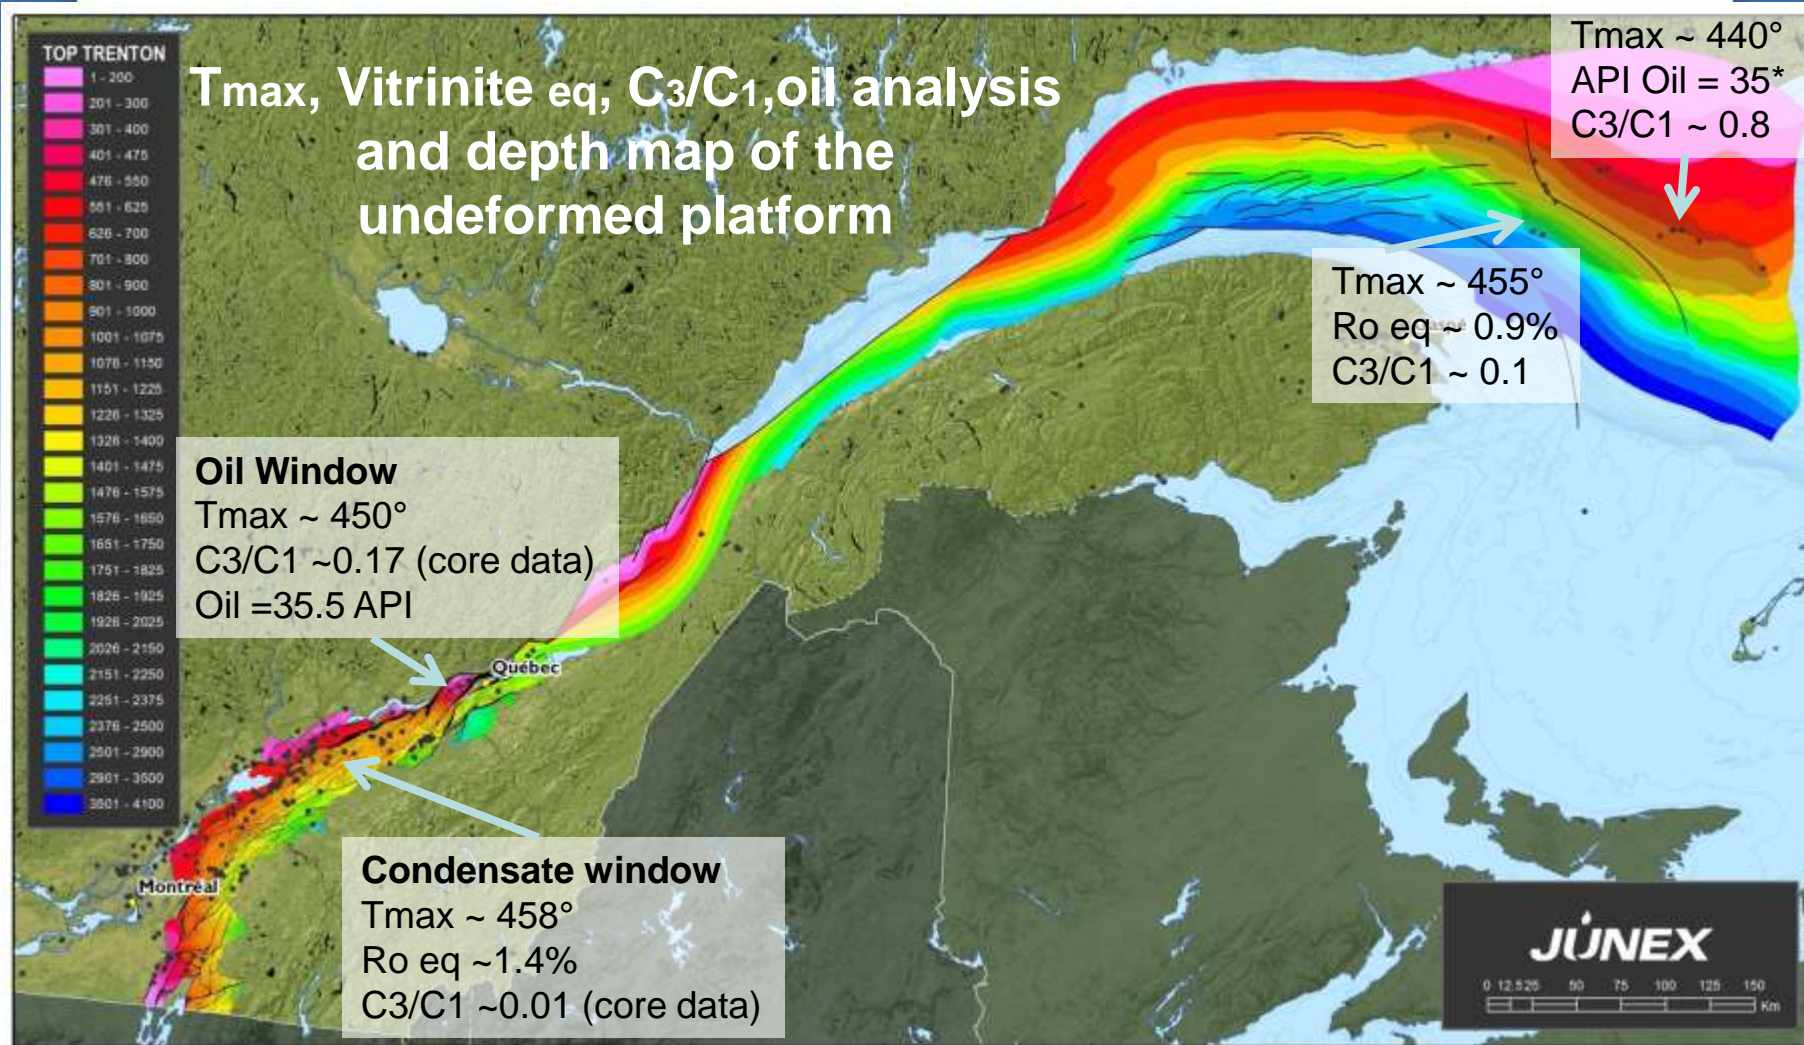 TOP TRENTON
1 - 200
201 - 300
301 - 400
401 - 475
476 - 550
551 - 625
626 - 700
701 - 800
801 - 900
901 - 1000
1001 - 1075
1076 - 1150
1151 - 1225
1226 - 1325
1326 - 1400
1401 - 1475
1476 - 1575
1576 - 1650
1651 - 1750
1751 - 1825
1826 - 1925
1926 - 2025
2026 - 2150
2151 - 2250
2251 - 2375
2376 - 2500
2501 - 2900
2901 - 3500
3501 - 4100
Tmax, Vitrinite eq, C3/C1,oil analysis
and depth map of the
undeformed platform
Tmax ~ 440°
API Oil = 35*
C3/C1 ~ 0.8
Tmax ~ 455°
Ro eq ~ 0.9%
C3/C1 ~ 0.1
Gaspé
Oil Window
Tmax ~ 450°
C3/C1 ~0.17 (core data)
Oil =35.5 API
Québec
Montréal
Condensate window
Tmax ~ 458°
Ro eq ~1.4%
C3/C1 ~0.01 (core data)
JUNEX
0 12.525 50 75 100 125 150
Km